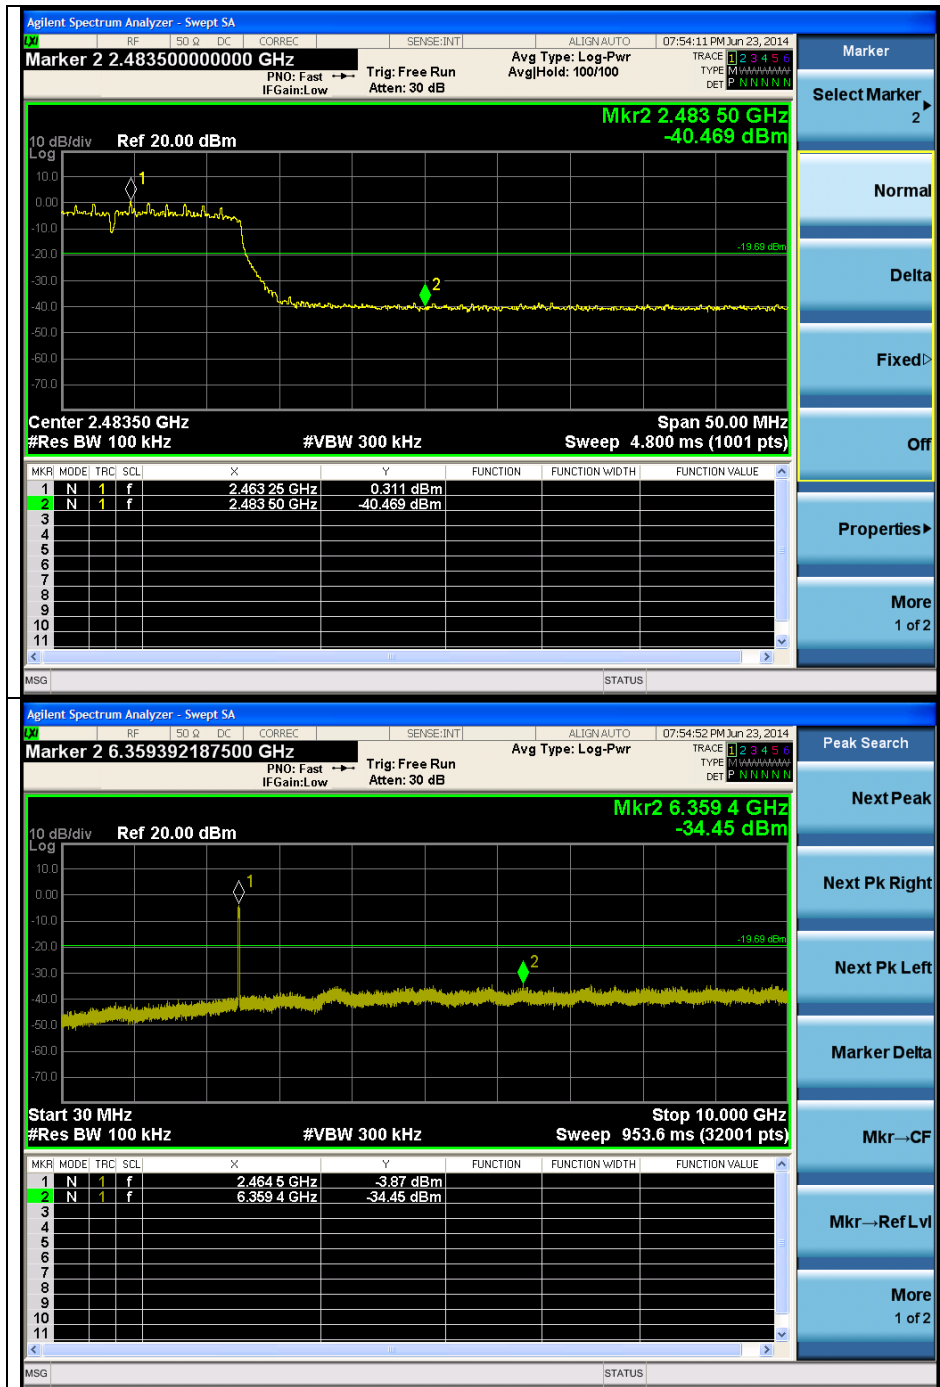 Agilent Spectrum Analyzer - Swept SA
LXI RF 50 Ω DC CORREC SENSE:INT ALIGN AUTO 07:54:11 PM Jun 23, 2014
Marker 2 2.483500000000 GHz
PNO: Fast
IFGain:Low
Trig: Free Run
Atten: 30 dB
Avg Type: Log-Pwr
Avg|Hold: 100/100
TRACE 1 2 3 4 5 6
TYPE M
DET P N N N N N
Mkr2 2.483 50 GHz
-40.469 dBm
10 dB/div Ref 20.00 dBm
Log
10.0
0.00
-10.0
-20.0
-30.0
-40.0
-50.0
-60.0
-70.0
1
-19.69 dBm
2
Center 2.48350 GHz Span 50.00 MHz
#Res BW 100 kHz #VBW 300 kHz Sweep 4.800 ms (1001 pts)
MKR MODE TRC SCL X Y FUNCTION FUNCTION WIDTH FUNCTION VALUE
1 N 1 f 2.463 25 GHz 0.311 dBm
2 N 1 f 2.483 50 GHz -40.469 dBm
3
4
5
6
7
8
9
10
11
MSG STATUS
Marker
Select Marker
2
Normal
Delta
Fixed
Off
Properties
More
1 of 2
Agilent Spectrum Analyzer - Swept SA
LXI RF 50 Ω DC CORREC SENSE:INT ALIGN AUTO 07:54:52 PM Jun 23, 2014
Marker 2 6.359392187500 GHz
PNO: Fast
IFGain:Low
Trig: Free Run
Atten: 30 dB
Avg Type: Log-Pwr
TRACE 1 2 3 4 5 6
TYPE M
DET P N N N N N
Mkr2 6.359 4 GHz
-34.45 dBm
10 dB/div Ref 20.00 dBm
Log
10.0
0.00
-10.0
-20.0
-30.0
-40.0
-50.0
-60.0
-70.0
1
-19.69 dBm
2
Start 30 MHz Stop 10.000 GHz
#Res BW 100 kHz #VBW 300 kHz Sweep 953.6 ms (32001 pts)
MKR MODE TRC SCL X Y FUNCTION FUNCTION WIDTH FUNCTION VALUE
1 N 1 f 2.464 5 GHz -3.87 dBm
2 N 1 f 6.359 4 GHz -34.45 dBm
3
4
5
6
7
8
9
10
11
MSG STATUS
Peak Search
Next Peak
Next Pk Right
Next Pk Left
Marker Delta
Mkr→CF
Mkr→Ref Lvl
More
1 of 2